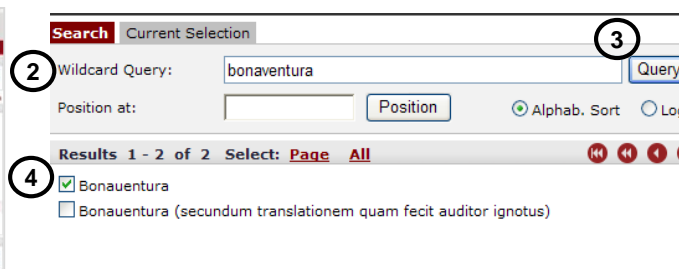 Search Current Selection
3
2 Wildcard Query: bonaventura Query
Position at: Position Alphab. Sort
Results 1 - 2 of 2 Select: Page All
4 Bonauentura
Bonauentura (secundum translationem quam fecit auditor ignotus)